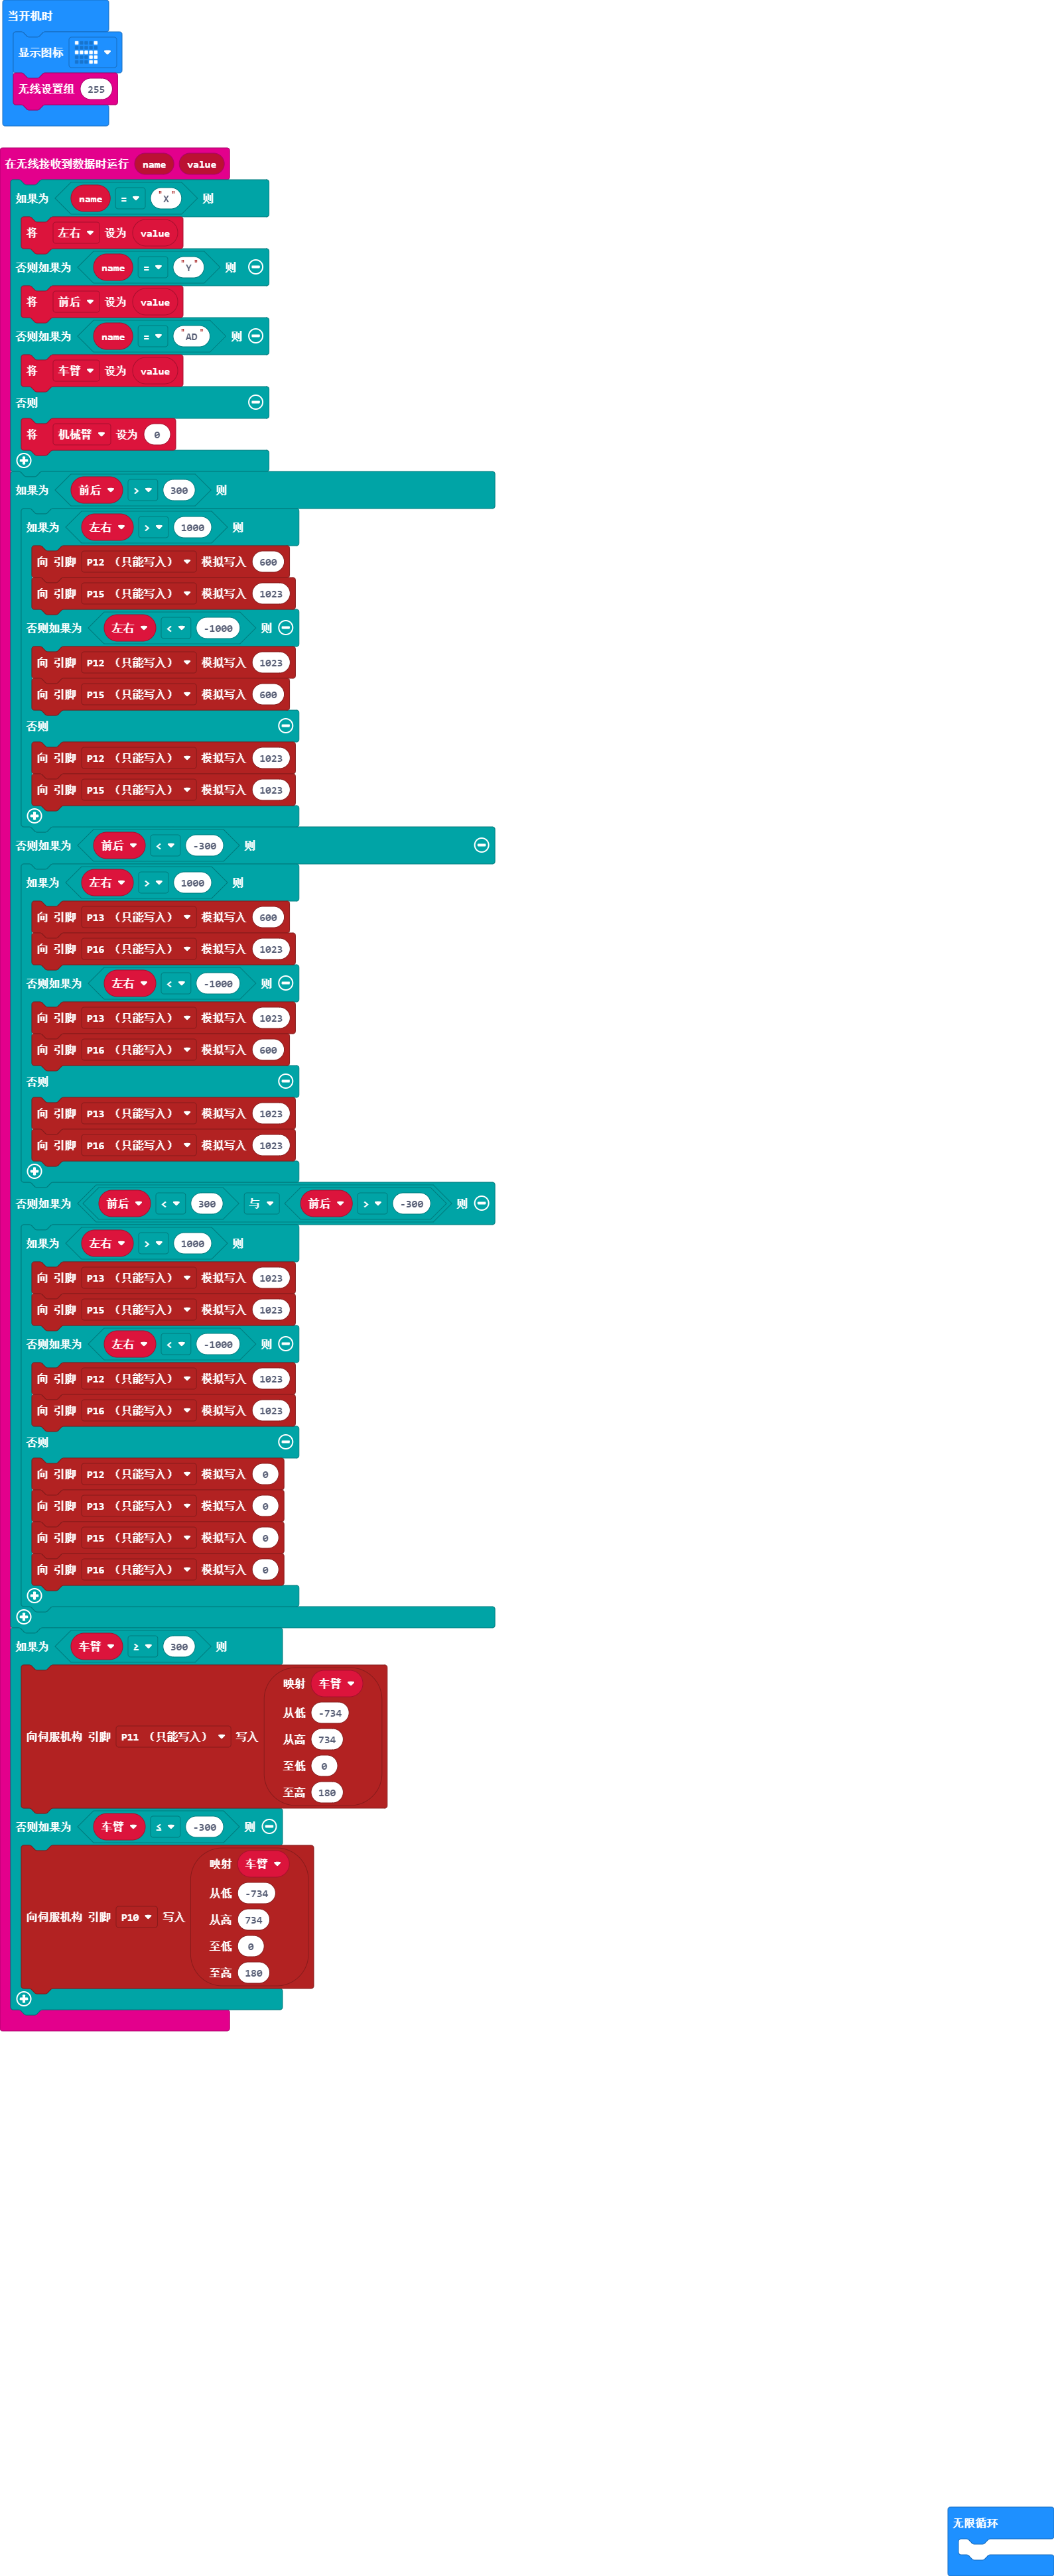 当开机时
显示图标
无线设置组 255
在无线接收到数据时运行 name value
如果为 name = "X" 则
将 左右 设为 value
否则如果为 name = "Y" 则
将 前后 设为 value
否则如果为 name = "AD" 则
将 车臂 设为 value
否则
将 机械臂 设为 0
如果为 前后 > 300 则
如果为 左右 > 1000 则
向 引脚 P12 （只能写入） 模拟写入 600
向 引脚 P15 （只能写入） 模拟写入 1023
否则如果为 左右 < -1000 则
向 引脚 P12 （只能写入） 模拟写入 1023
向 引脚 P15 （只能写入） 模拟写入 600
否则
向 引脚 P12 （只能写入） 模拟写入 1023
向 引脚 P15 （只能写入） 模拟写入 1023
否则如果为 前后 < -300 则
如果为 左右 > 1000 则
向 引脚 P13 （只能写入） 模拟写入 600
向 引脚 P16 （只能写入） 模拟写入 1023
否则如果为 左右 < -1000 则
向 引脚 P13 （只能写入） 模拟写入 1023
向 引脚 P16 （只能写入） 模拟写入 600
否则
向 引脚 P13 （只能写入） 模拟写入 1023
向 引脚 P16 （只能写入） 模拟写入 1023
否则如果为 前后 < 300 与 前后 > -300 则
如果为 左右 > 1000 则
向 引脚 P13 （只能写入） 模拟写入 1023
向 引脚 P15 （只能写入） 模拟写入 1023
否则如果为 左右 < -1000 则
向 引脚 P12 （只能写入） 模拟写入 1023
向 引脚 P16 （只能写入） 模拟写入 1023
否则
向 引脚 P12 （只能写入） 模拟写入 0
向 引脚 P13 （只能写入） 模拟写入 0
向 引脚 P15 （只能写入） 模拟写入 0
向 引脚 P16 （只能写入） 模拟写入 0
如果为 车臂 ≥ 300 则
向伺服机构 引脚 P11 （只能写入） 写入
映射 车臂
从低 -734
从高 734
至低 0
至高 180
否则如果为 车臂 ≤ -300 则
向伺服机构 引脚 P10 写入
映射 车臂
从低 -734
从高 734
至低 0
至高 180
无限循环